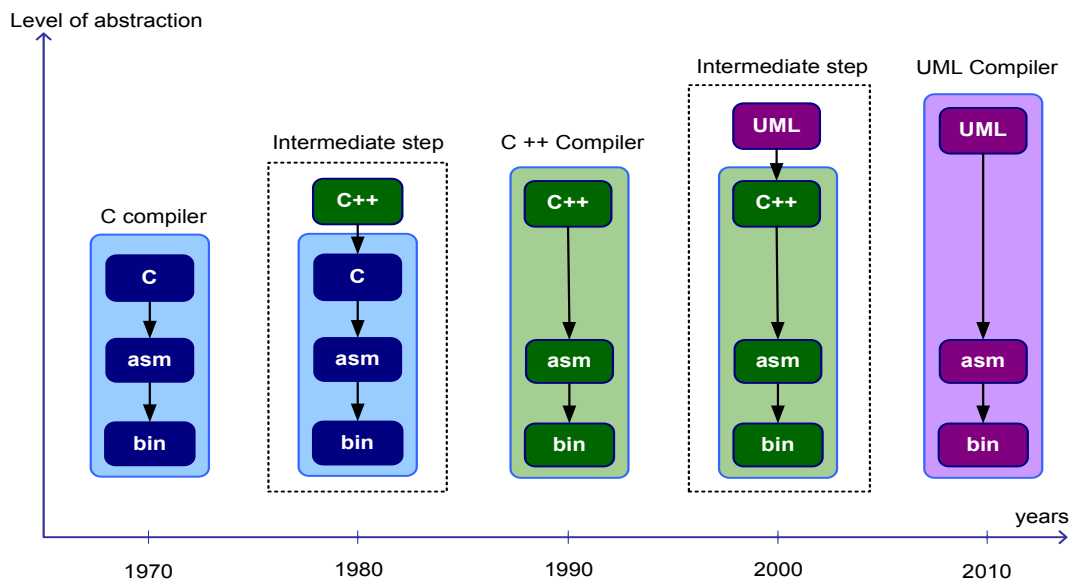 Level of abstraction
C compiler
C
asm
bin
Intermediate step
C++
C
asm
bin
C ++ Compiler
C++
asm
bin
Intermediate step
UML
C++
asm
bin
UML Compiler
UML
asm
bin
years
1970
1980
1990
2000
2010